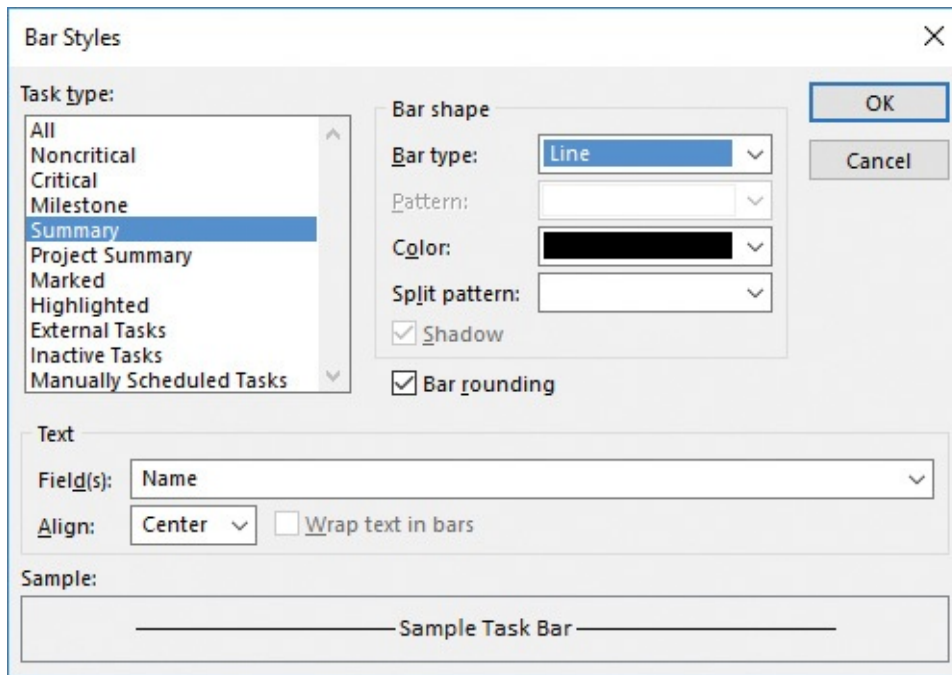 Bar Styles
Task type:
All
Noncritical
Critical
Milestone
Summary
Project Summary
Marked
Highlighted
External Tasks
Inactive Tasks
Manually Scheduled Tasks
Bar shape
Bar type: Line
Pattern:
Color:
Split pattern:
Shadow
Bar rounding
OK
Cancel
Text
Field(s): Name
Align: Center Wrap text in bars
Sample:
Sample Task Bar